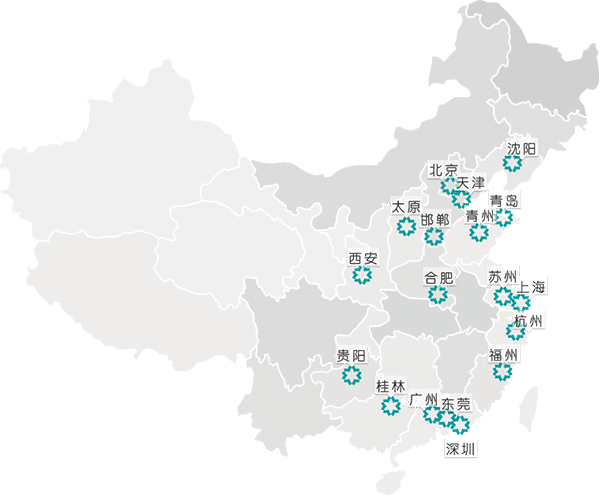 沈阳
北京
天津
青岛
太原
青州
邯郸
西安
合肥
苏州
上海
杭州
贵阳
福州
桂林
广州
东莞
深圳